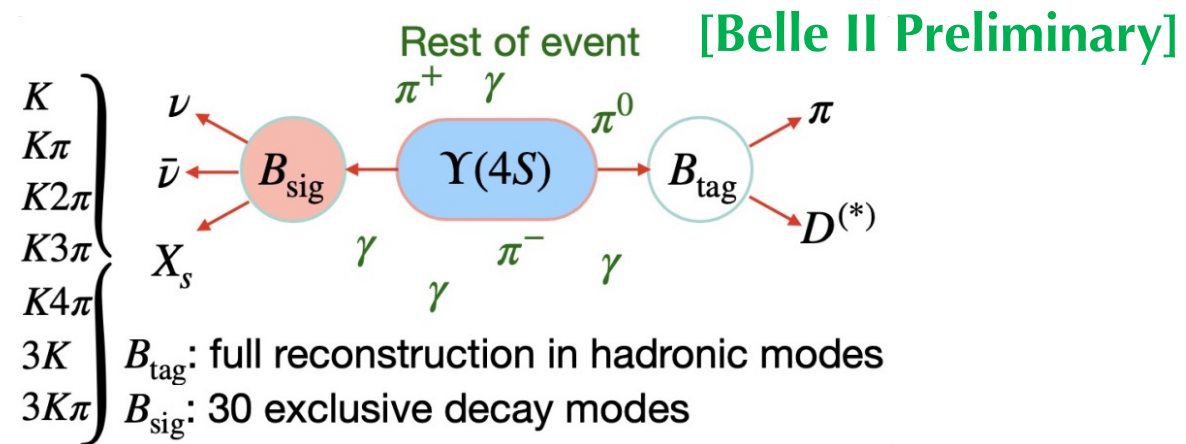 [Belle II Preliminary]
Rest of event
K
Kπ
K2π
K3π
K4π
3K
3Kπ
ν
ν̄
X_s
B_sig
π⁺ γ
ϒ(4S)
π⁰
γ
γ
π⁻
γ
B_tag
π
D^(*)
B_tag: full reconstruction in hadronic modes
B_sig: 30 exclusive decay modes